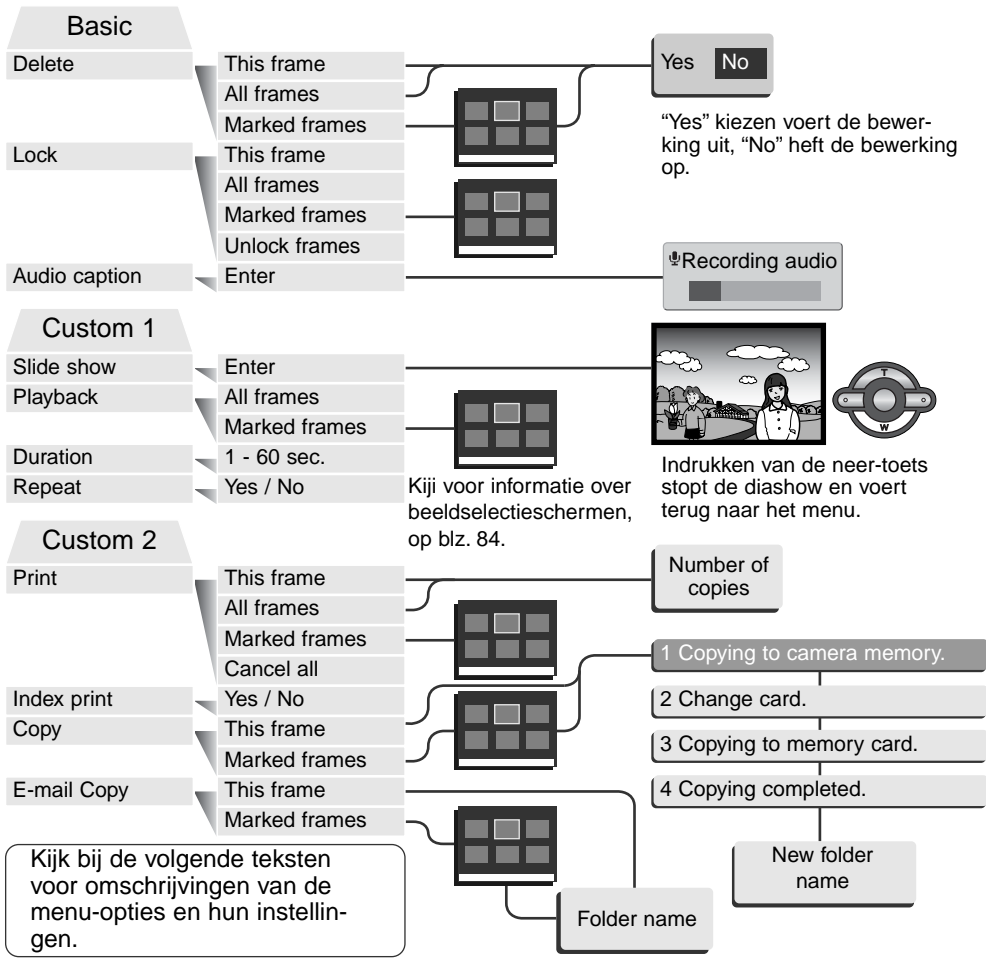 Basic
Delete
This frame
All frames
Marked frames
Yes No
“Yes” kiezen voert de bewer-
king uit, “No” heft de bewerking
op.
Lock
This frame
All frames
Marked frames
Unlock frames
Audio caption
Enter
Recording audio
Custom 1
Slide show
Enter
Playback
All frames
Marked frames
Duration
1 - 60 sec.
Repeat
Yes / No
Kiji voor informatie over
beeldselectieschermen,
op blz. 84.
T
W
Indrukken van de neer-toets
stopt de diashow en voert
terug naar het menu.
Custom 2
Print
This frame
All frames
Marked frames
Cancel all
Number of
copies
Index print
Yes / No
Copy
This frame
Marked frames
1 Copying to camera memory.
2 Change card.
3 Copying to memory card.
4 Copying completed.
New folder
name
E-mail Copy
This frame
Marked frames
Folder name
Kijk bij de volgende teksten
voor omschrijvingen van de
menu-opties en hun instellin-
gen.